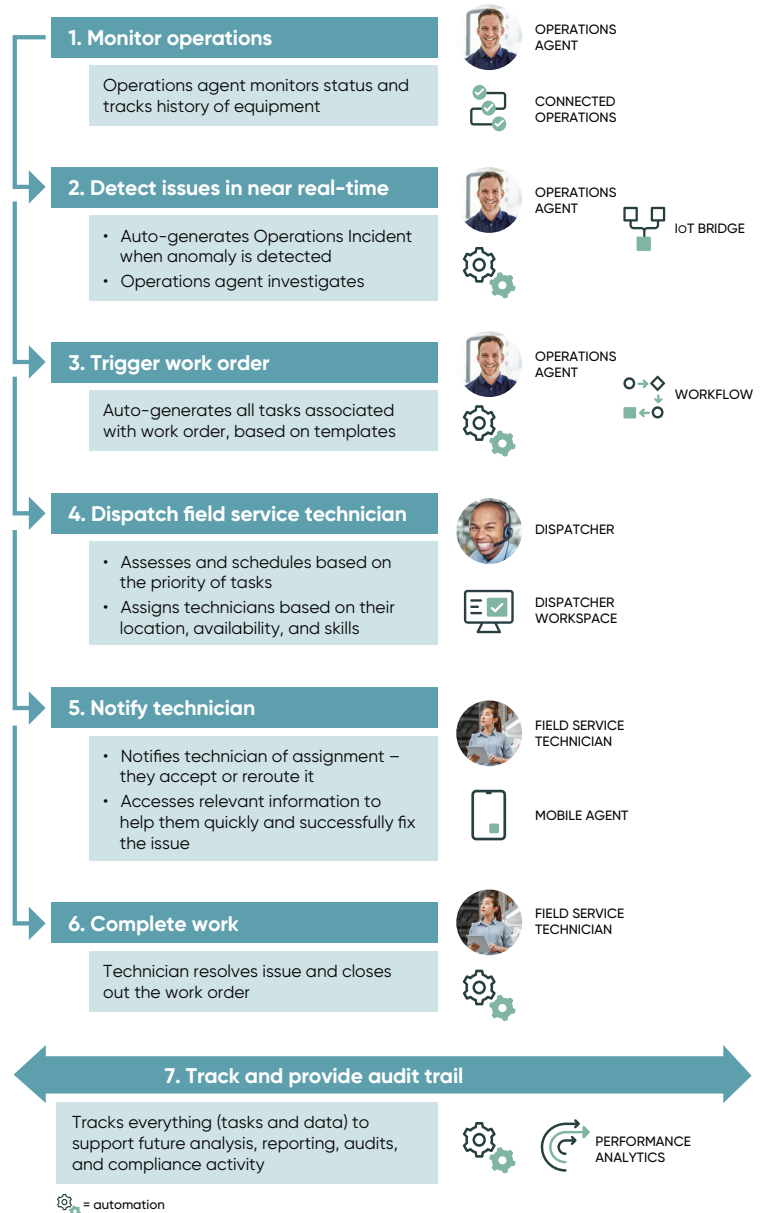 1. Monitor operations
OPERATIONS
AGENT
Operations agent monitors status and
tracks history of equipment
CONNECTED
OPERATIONS
2. Detect issues in near real-time
OPERATIONS
AGENT
IoT BRIDGE
• Auto-generates Operations Incident
when anomaly is detected
• Operations agent investigates
3. Trigger work order
OPERATIONS
AGENT
WORKFLOW
Auto-generates all tasks associated
with work order, based on templates
4. Dispatch field service technician
DISPATCHER
• Assesses and schedules based on
the priority of tasks
• Assigns technicians based on their
location, availability, and skills
DISPATCHER
WORKSPACE
5. Notify technician
FIELD SERVICE
TECHNICIAN
• Notifies technician of assignment –
they accept or reroute it
• Accesses relevant information to
help them quickly and successfully fix
the issue
MOBILE AGENT
6. Complete work
FIELD SERVICE
TECHNICIAN
Technician resolves issue and closes
out the work order
7. Track and provide audit trail
Tracks everything (tasks and data) to
support future analysis, reporting, audits,
and compliance activity
PERFORMANCE
ANALYTICS
= automation